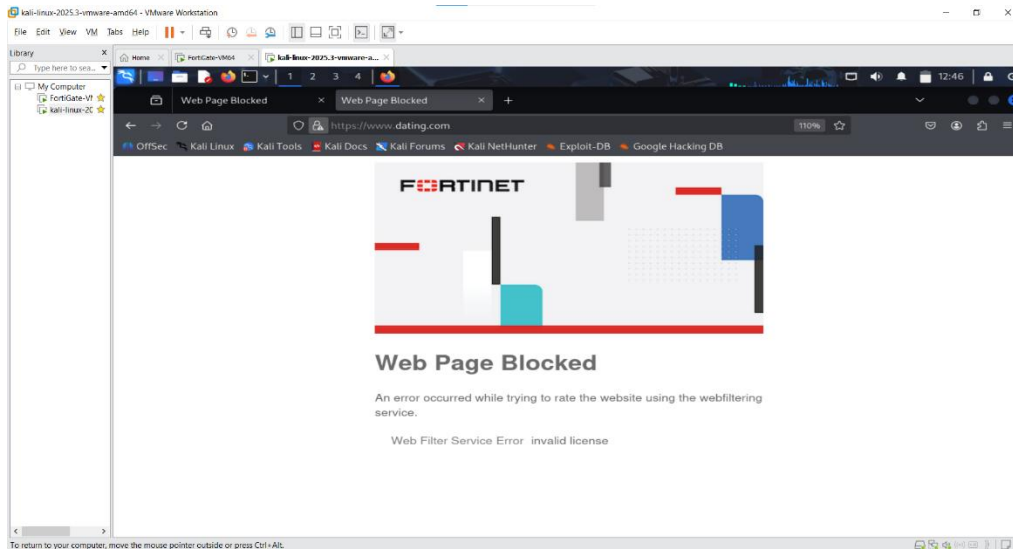 kali-linux-2025.3-vmware-amd64 - VMware Workstation
File Edit View VM Tabs Help
Library X
Type here to sea...
Home FortiGate-VM64 kali-linux-2025.3-vmware-a...
My Computer
FortiGate-VM
kali-linux-20
1 2 3 4 12:46
Web Page Blocked × Web Page Blocked × +
https://www.dating.com 110%
OffSec Kali Linux Kali Tools Kali Docs Kali Forums Kali NetHunter Exploit-DB Google Hacking DB
FORTINET
Web Page Blocked
An error occurred while trying to rate the website using the webfiltering
service.
Web Filter Service Error invalid license
To return to your computer, move the mouse pointer outside or press Ctrl+Alt.